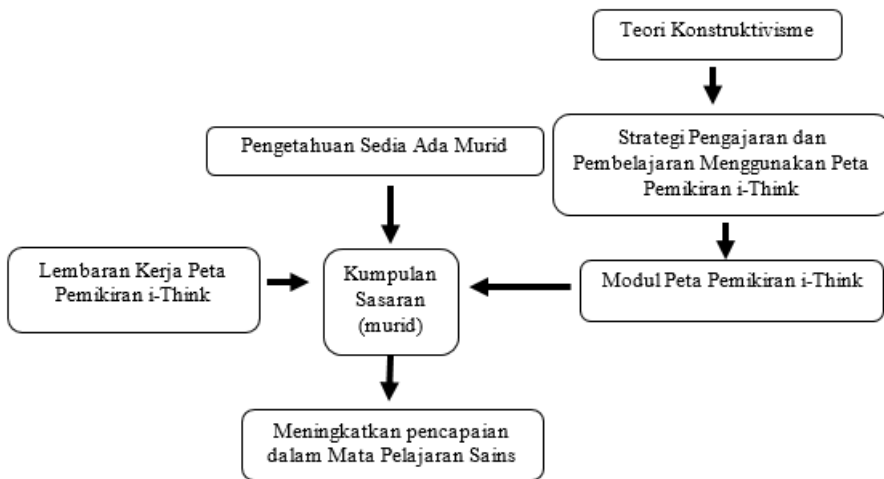 Teori Konstruktivisme
Pengetahuan Sedia Ada Murid
Strategi Pengajaran dan
Pembelajaran Menggunakan Peta
Pemikiran i-Think
Lembaran Kerja Peta
Pemikiran i-Think
Kumpulan
Sasaran
(murid)
Modul Peta Pemikiran i-Think
Meningkatkan pencapaian
dalam Mata Pelajaran Sains